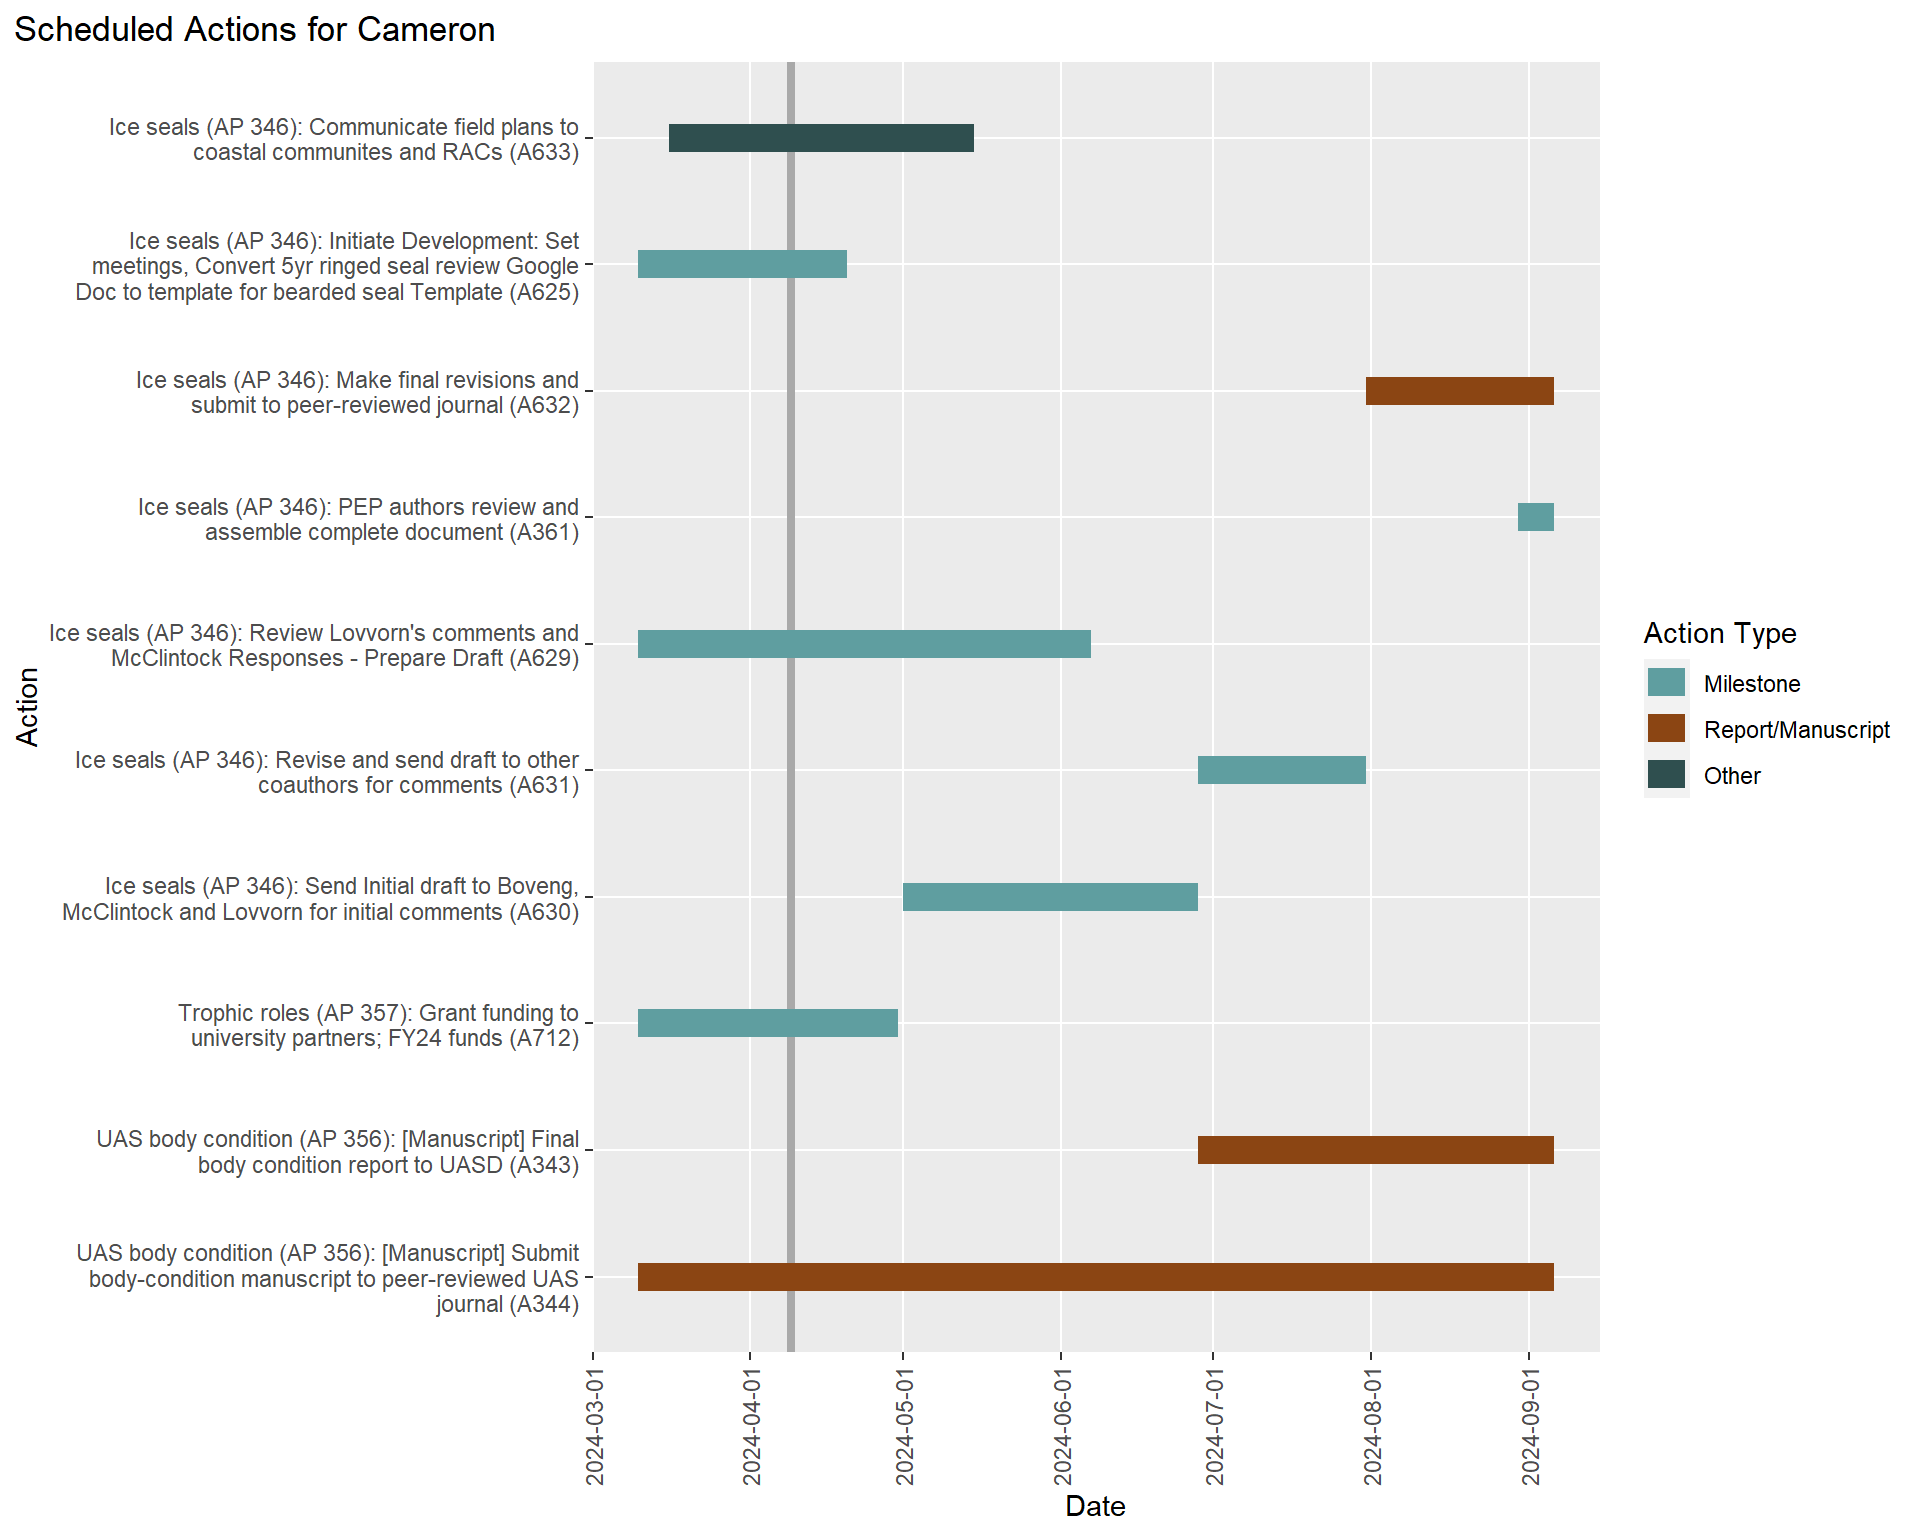 Scheduled Actions for Cameron
Ice seals (AP 346): Communicate field plans to
coastal communites and RACs (A633)
Ice seals (AP 346): Initiate Development: Set
meetings, Convert 5yr ringed seal review Google
Doc to template for bearded seal Template (A625)
Ice seals (AP 346): Make final revisions and
submit to peer-reviewed journal (A632)
Ice seals (AP 346): PEP authors review and
assemble complete document (A361)
Ice seals (AP 346): Review Lovvorn's comments and
McClintock Responses - Prepare Draft (A629)
Ice seals (AP 346): Revise and send draft to other
coauthors for comments (A631)
Ice seals (AP 346): Send Initial draft to Boveng,
McClintock and Lovvorn for initial comments (A630)
Trophic roles (AP 357): Grant funding to
university partners; FY24 funds (A712)
UAS body condition (AP 356): [Manuscript] Final
body condition report to UASD (A343)
UAS body condition (AP 356): [Manuscript] Submit
body-condition manuscript to peer-reviewed UAS
journal (A344)
Action
2024-03-01
2024-04-01
2024-05-01
2024-06-01
2024-07-01
2024-08-01
2024-09-01
Date
Action Type
Milestone
Report/Manuscript
Other